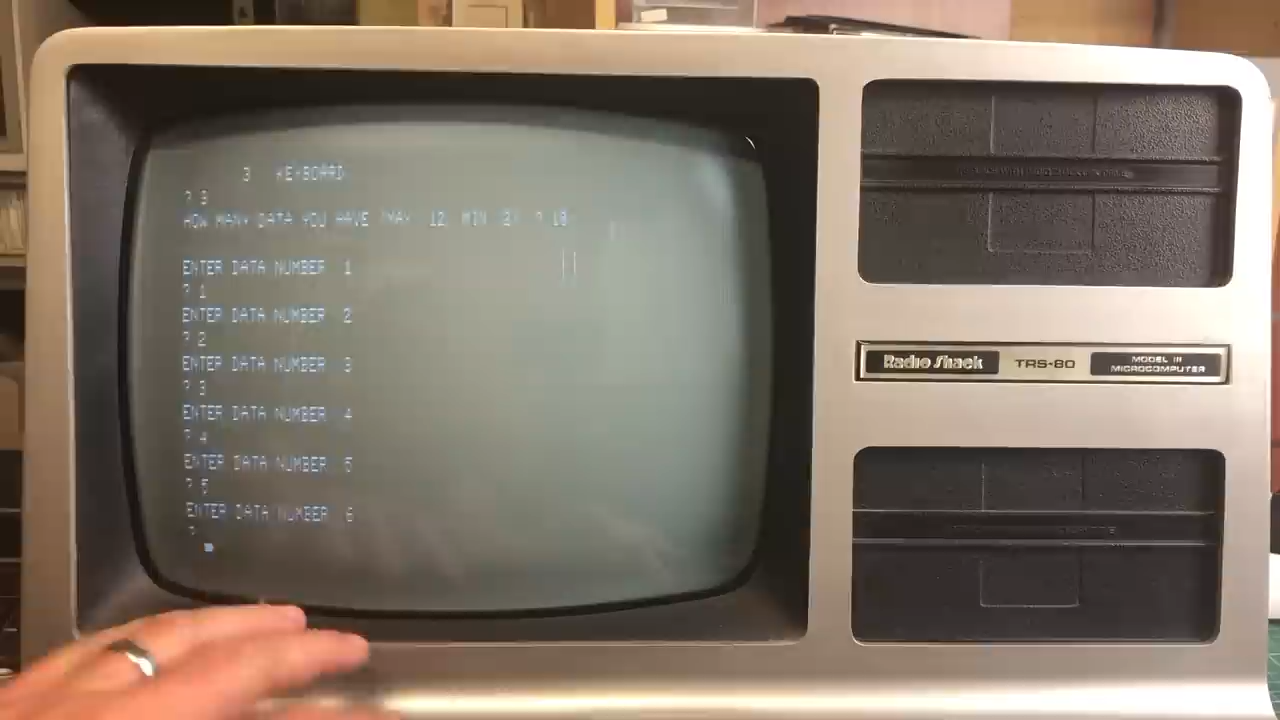 3 KEYBOARD
? 3
HOW MANY DATA YOU HAVE (MAX 12, MIN 2) ? 10
ENTER DATA NUMBER 1
? 1
ENTER DATA NUMBER 2
? 2
ENTER DATA NUMBER 3
? 3
ENTER DATA NUMBER 4
? 4
ENTER DATA NUMBER 5
? 5
ENTER DATA NUMBER 6
?
Radio Shack TRS-80 MODEL III
MICROCOMPUTER